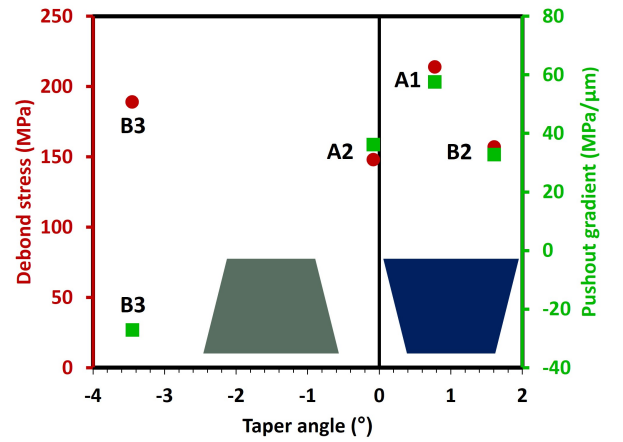 250
200
150
100
50
0
Debond stress (MPa)
80
60
40
20
0
-20
-40
Pushout gradient (MPa/µm)
B3
A2
A1
B2
B3
-4 -3 -2 -1 0 1 2
Taper angle (°)